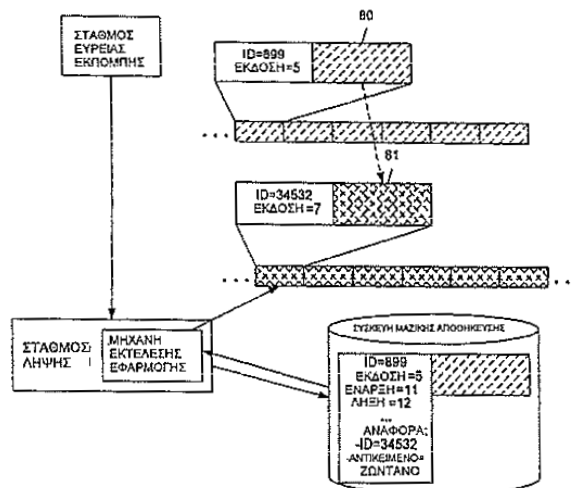 80
ΣΤΑΘΜΟΣ
ΕΥΡΕΙΑΣ
ΕΚΠΟΜΠΗΣ
ID=899
ΕΚΔΟΣΗ=5
...
81
ID=34532
ΕΚΔΟΣΗ=7
... ...
ΣΤΑΘΜΟΣ
ΛΗΨΗΣ
ΜΗΧΑΝΗ
ΕΚΤΕΛΕΣΗΣ
ΕΦΑΡΜΟΓΗΣ
ΣΥΣΚΕΥΗ ΜΑΖΙΚΗΣ ΑΠΟΘΗΚΕΥΣΗΣ
ID=899
ΕΚΔΟΣΗ=5
ΕΝΑΡΞΗ=11
ΛΗΞΗ=12
...
ΑΝΑΦΟΡΑ:
-ID=34532
-ΑΝΤΙΚΕΙΜΕΝΟ=
ΖΩΝΤΑΝΟ